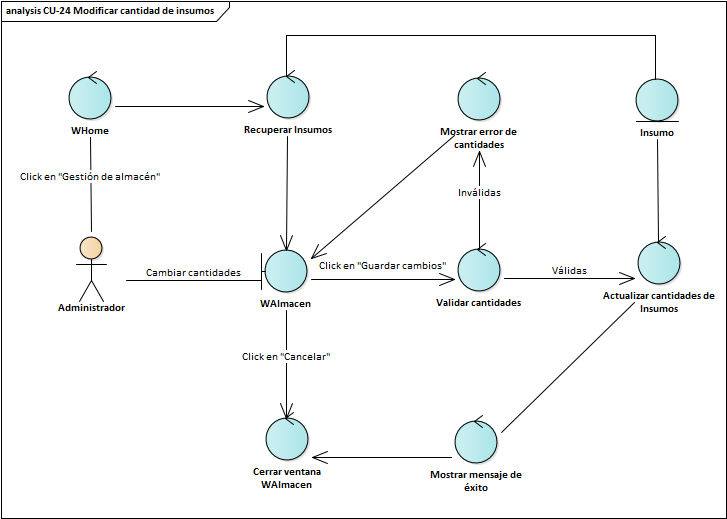 analysis CU-24 Modificar cantidad de insumos
WHome
Recuperar Insumos
Mostrar error de
cantidades
Insumo
Click en "Gestión de almacén"
Inválidas
Administrador
Cambiar cantidades
WAlmacen
Click en "Guardar cambios"
Validar cantidades
Válidas
Actualizar cantidades de
Insumos
Click en "Cancelar"
Cerrar ventana
WAlmacen
Mostrar mensaje de
éxito